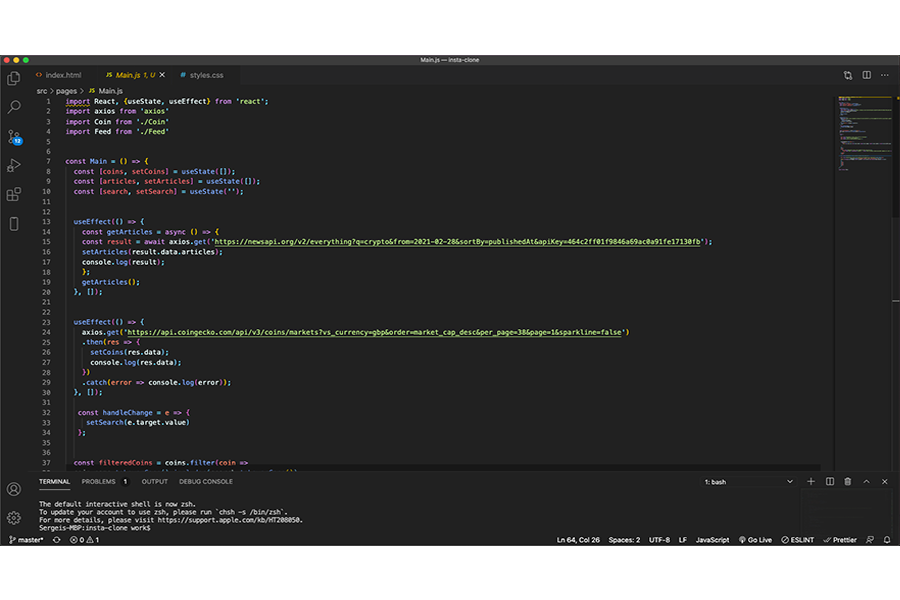 Main.js — insta-clone
index.html
JS Main.js 1, U
# styles.css
src > pages > JS Main.js
1 import React, {useState, useEffect} from 'react';
2 import axios from 'axios'
3 import Coin from './Coin'
4 import Feed from './Feed'
5
6
7 const Main = () => {
8 const [coins, setCoins] = useState([]);
9 const [articles, setArticles] = useState([]);
10 const [search, setSearch] = useState('');
11
12
13 useEffect(() => {
14 const getArticles = async () => {
15 const result = await axios.get('https://newsapi.org/v2/everything?q=crypto&from=2021-02-28&sortBy=publishedAt&apiKey=464c2ff01f9846a69ac0a91fe17130fb');
16 setArticles(result.data.articles);
17 console.log(result);
18 };
19 getArticles();
20 }, []);
21
22
23 useEffect(() => {
24 axios.get('https://api.coingecko.com/api/v3/coins/markets?vs_currency=gbp&order=market_cap_desc&per_page=38&page=1&sparkline=false')
25 .then(res => {
26 setCoins(res.data);
27 console.log(res.data);
28 })
29 .catch(error => console.log(error));
30 }, []);
31
32 const handleChange = e => {
33 setSearch(e.target.value)
34 };
35
36
37 const filteredCoins = coins.filter(coin =>
12
TERMINAL PROBLEMS 1 OUTPUT DEBUG CONSOLE 1: bash
The default interactive shell is now zsh.
To update your account to use zsh, please run `chsh -s /bin/zsh`.
For more details, please visit https://support.apple.com/kb/HT208050.
Sergeis-MBP:insta-clone work$
master* 0 1 Ln 64, Col 26 Spaces: 2 UTF-8 LF JavaScript Go Live ESLINT Prettier